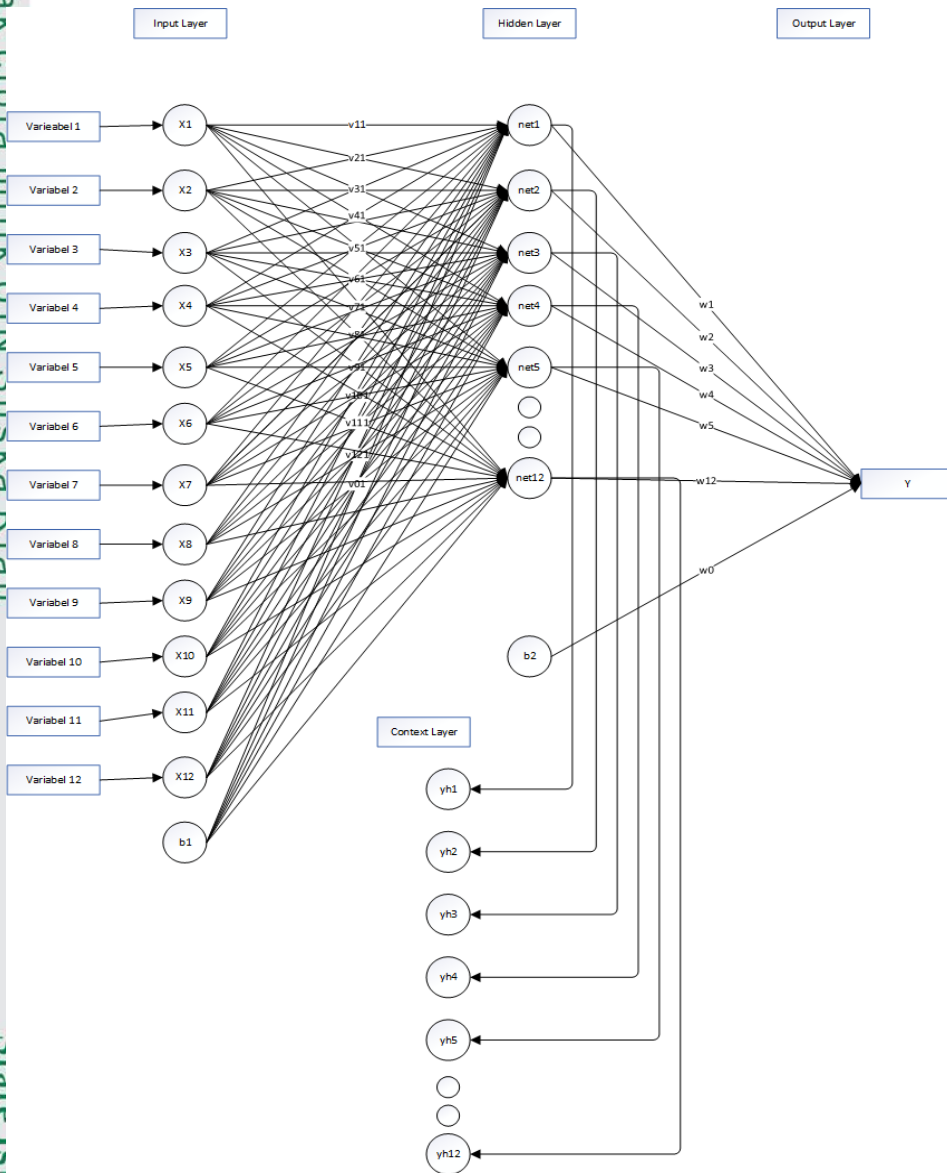 Input Layer
Hidden Layer
Output Layer
Varieabel 1
X1
v11
net1
v21
Variabel 2
X2
v31
net2
v41
Variabel 3
X3
v51
net3
v61
Variabel 4
X4
v71
net4
w1
v81
w2
Variabel 5
X5
v91
net5
w3
v101
w4
Variabel 6
X6
v111
w5
v121
Variabel 7
X7
v01
net12
w12
Y
Variabel 8
X8
w0
Variabel 9
X9
Variabel 10
X10
b2
Variabel 11
X11
Context Layer
Variabel 12
X12
yh1
b1
yh2
yh3
yh4
yh5
yh12